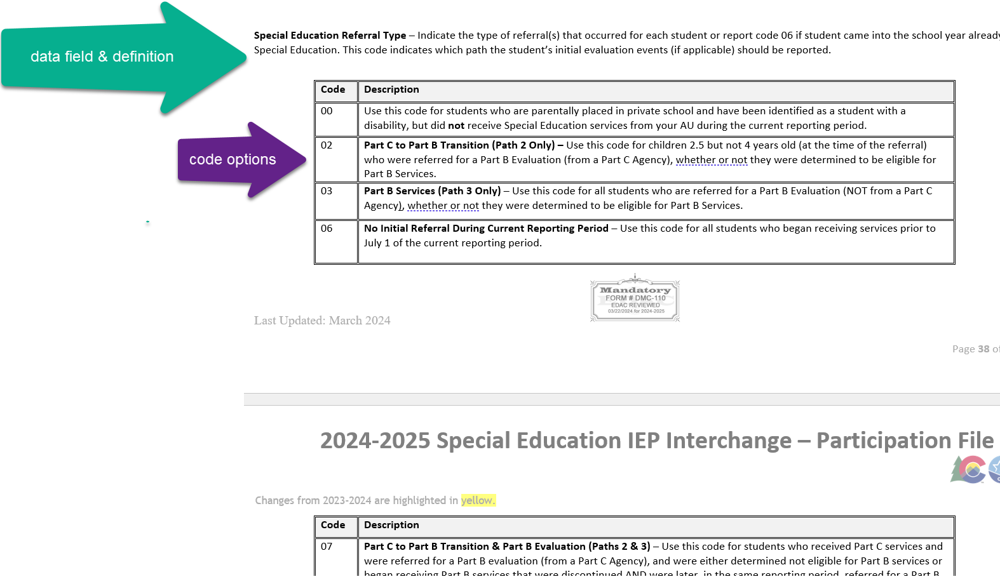 data field & definition
Special Education Referral Type – Indicate the type of referral(s) that occurred for each student or report code 06 if student came into the school year already
Special Education. This code indicates which path the student’s initial evaluation events (if applicable) should be reported.
code options
Code Description
00 Use this code for students who are parentally placed in private school and have been identified as a student with a
disability, but did not receive Special Education services from your AU during the current reporting period.
02 Part C to Part B Transition (Path 2 Only) – Use this code for children 2.5 but not 4 years old (at the time of the referral)
who were referred for a Part B Evaluation (from a Part C Agency), whether or not they were determined to be eligible for
Part B Services.
03 Part B Services (Path 3 Only) – Use this code for all students who are referred for a Part B Evaluation (NOT from a Part C
Agency), whether or not they were determined to be eligible for Part B Services.
06 No Initial Referral During Current Reporting Period – Use this code for all students who began receiving services prior to
July 1 of the current reporting period.
Mandatory
FORM # DMC-110
EDAC REVIEWED
03/22/2024 for 2024-2025
Last Updated: March 2024
Page 38 of
2024-2025 Special Education IEP Interchange – Participation File
Changes from 2023-2024 are highlighted in yellow.
Code Description
07 Part C to Part B Transition & Part B Evaluation (Paths 2 & 3) – Use this code for students who received Part C services and
were referred for a Part B evaluation (from a Part C Agency), and were either determined not eligible for Part B services or
began receiving Part B services that were discontinued AND were later, in the same reporting period, referred for a Part B